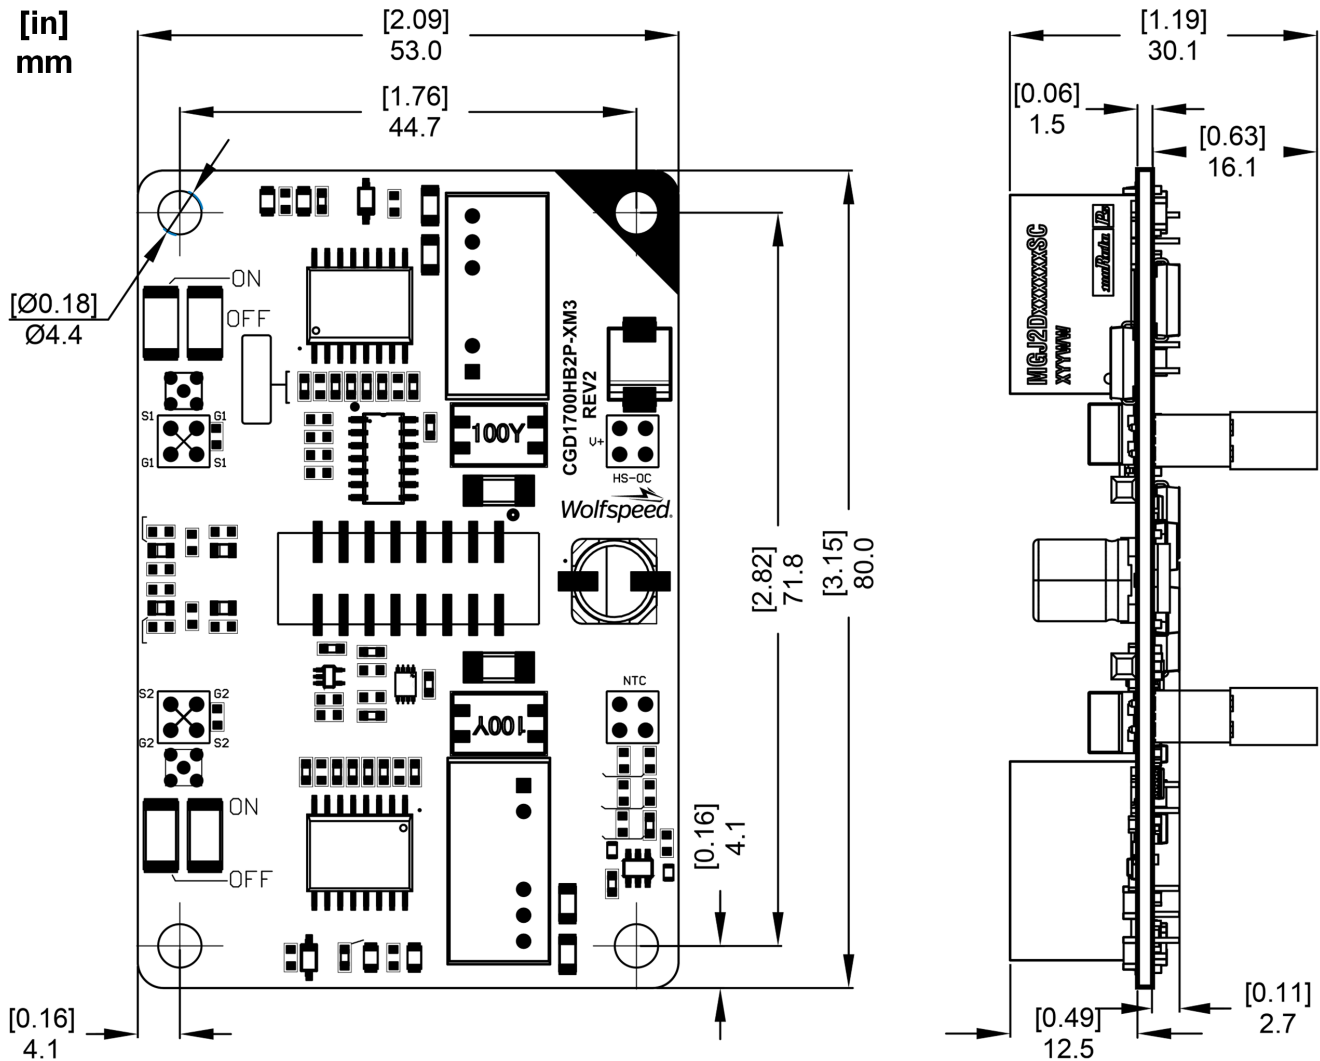 [in]
mm
[2.09]
53.0
[1.76]
44.7
[1.19]
30.1
[0.06]
1.5
[0.63]
16.1
[Ø0.18]
Ø4.4
ON
OFF
S1
G1
G1
S1
100Y
CGD1700HB2P-XM3
REV2
V+
HS-OC
Wolfspeed.
MGJ2DxxxxxxSC
XYYWW
muRata Ps
[2.82]
71.8
[3.15]
80.0
S2
G2
G2
S2
100Y
NTC
ON
OFF
[0.16]
4.1
[0.16]
4.1
[0.49]
12.5
[0.11]
2.7